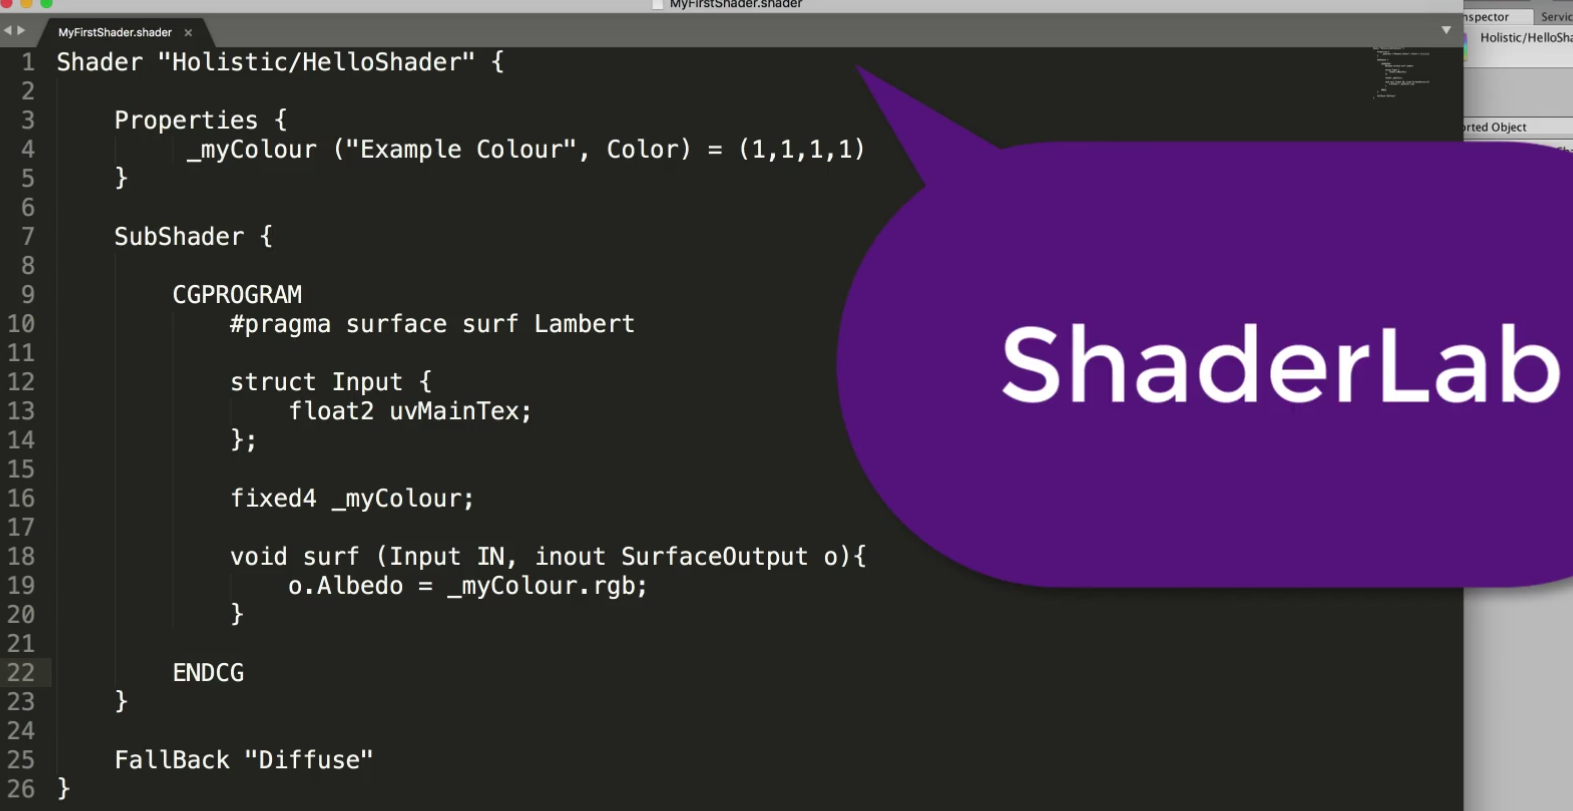 MyFirstShader.shader
MyFirstShader.shader ×
1 Shader "Holistic/HelloShader" {
2
3 Properties {
4 _myColour ("Example Colour", Color) = (1,1,1,1)
5 }
6
7 SubShader {
8
9 CGPROGRAM
10 #pragma surface surf Lambert
11
12 struct Input {
13 float2 uvMainTex;
14 };
15
16 fixed4 _myColour;
17
18 void surf (Input IN, inout SurfaceOutput o){
19 o.Albedo = _myColour.rgb;
20 }
21
22 ENDCG
23 }
24
25 FallBack "Diffuse"
26 }
ShaderLab
nspector Servic
Holistic/HelloSha
orted Object